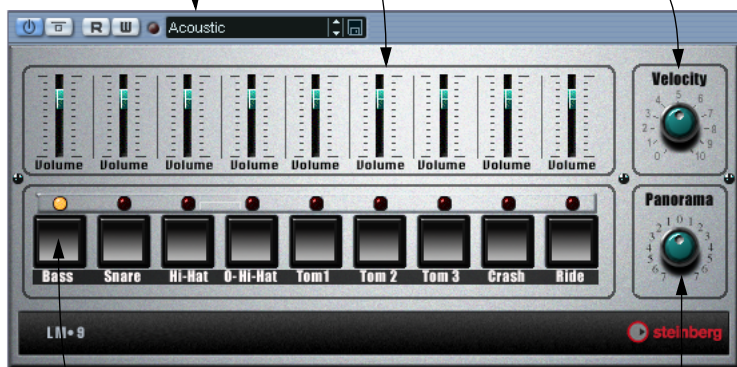 R W Acoustic
Velocity
0 1 2 3 4 5 6 7 8 9 10
Volume Volume Volume Volume Volume Volume Volume Volume Volume
Panorama
7 6 5 4 3 2 1 0 1 2 3 4 5 6 7
Bass Snare Hi-Hat O-Hi-Hat Tom1 Tom 2 Tom 3 Crash Ride
LM•9
steinberg